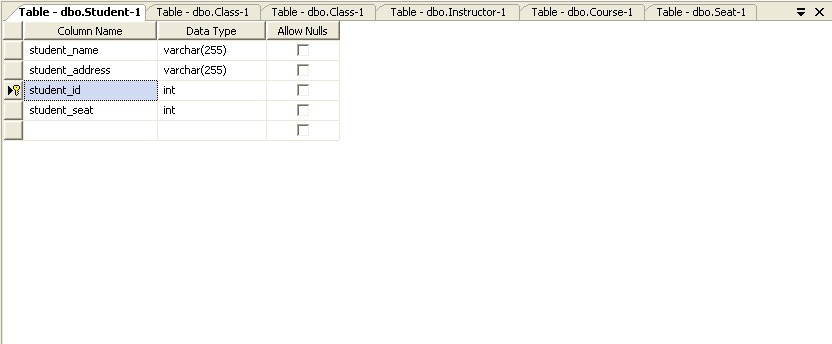 Table - dbo.Student-1 Table - dbo.Class-1 Table - dbo.Class-1 Table - dbo.Instructor-1 Table - dbo.Course-1 Table - dbo.Seat-1
Column Name Data Type Allow Nulls
student_name varchar(255)
student_address varchar(255)
student_id int
student_seat int